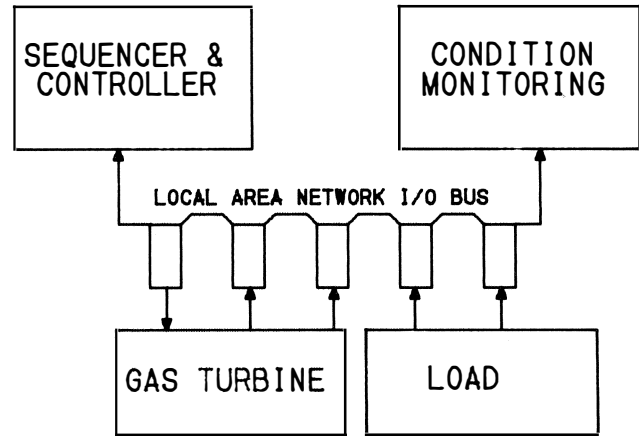 SEQUENCER &
CONTROLLER
CONDITION
MONITORING
LOCAL AREA NETWORK I/O BUS
GAS TURBINE
LOAD